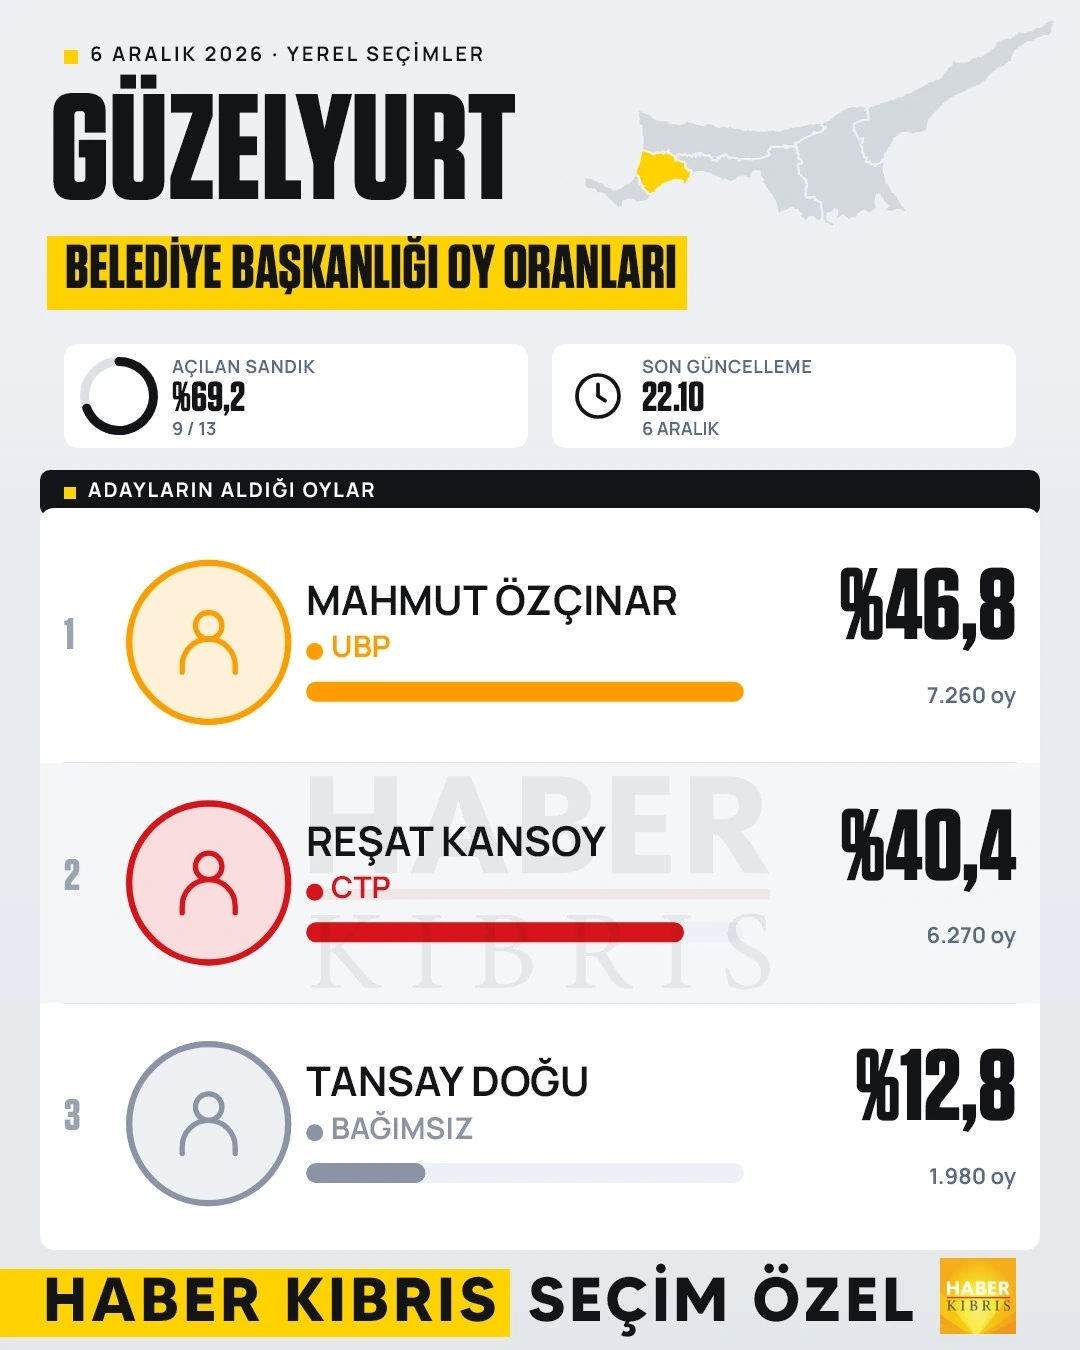 6 ARALIK 2026 · YEREL SEÇİMLER
GÜZELYURT
BELEDİYE BAŞKANLIĞI OY ORANLARI
AÇILAN SANDIK
%69,2
9 / 13
SON GÜNCELLEME
22.10
6 ARALIK
ADAYLARIN ALDIĞI OYLAR
1
MAHMUT ÖZÇINAR
UBP
%46,8
7.260 oy
HABER
KIBRIS
2
REŞAT KANSOY
CTP
%40,4
6.270 oy
3
TANSAY DOĞU
BAĞIMSIZ
%12,8
1.980 oy
HABER KIBRIS SEÇİM ÖZEL
HABER
KIBRIS